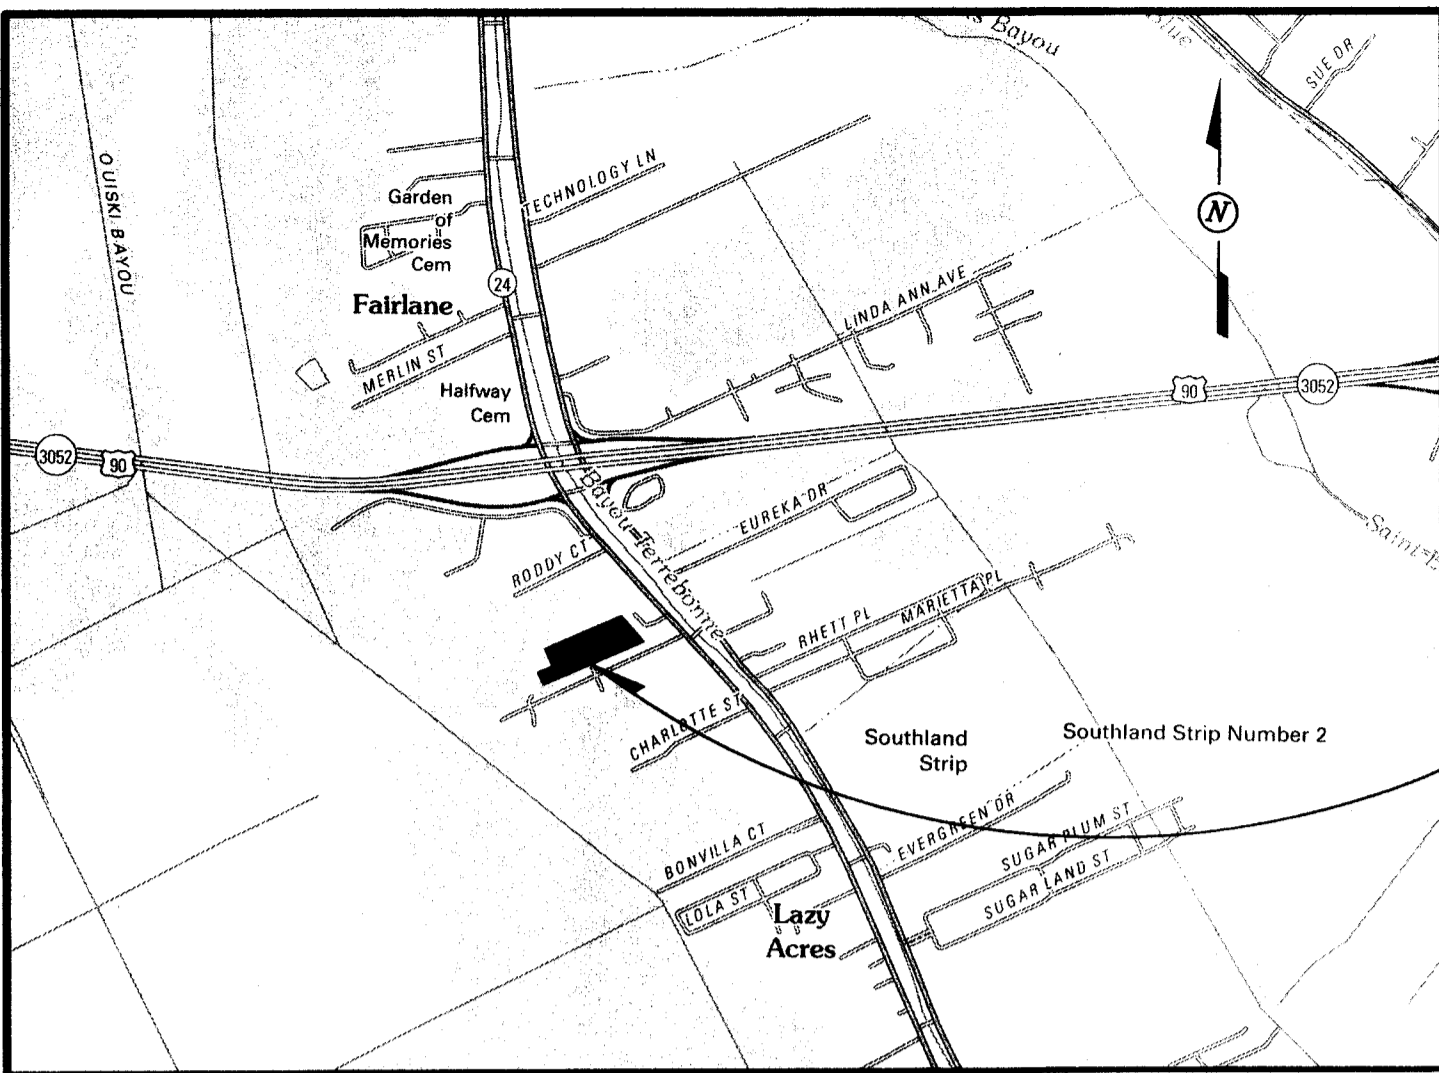 Bayou
Blue
SUE DR
OUISKI BAYOU
TECHNOLOGY LN
Garden
of
Memories
Cem
N
24
Fairlane
LINDA ANN AVE
MERLIN ST
Halfway
Cem
90
3052
3052
90
Bayou Terrebonne
EUREKA DR
RODDY CT
MARIETTA PL
RHETT PL
CHARLOTTE ST
Southland
Strip
Southland Strip Number 2
BONVILLA CT
EVERGREEN DR
SUGAR PLUM ST
SUGAR LAND ST
LOLA ST
Lazy
Acres